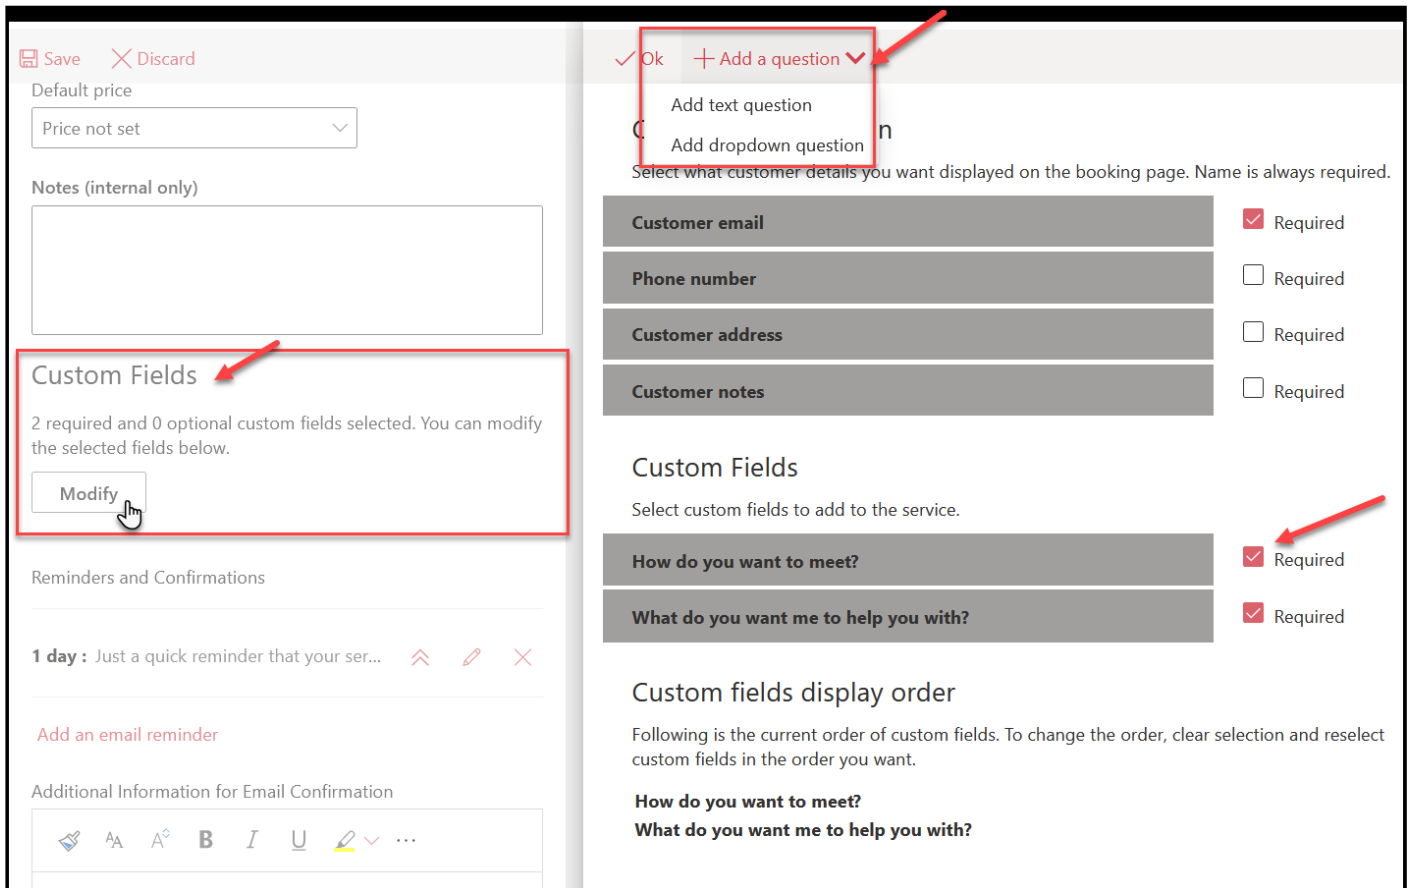 Save
Discard
Default price
Price not set
Notes (internal only)
Custom Fields
2 required and 0 optional custom fields selected. You can modify
the selected fields below.
Modify
Reminders and Confirmations
1 day : Just a quick reminder that your ser...
Add an email reminder
Additional Information for Email Confirmation
B I U ...
Ok
Add a question
Add text question
Add dropdown question
Select what customer details you want displayed on the booking page. Name is always required.
Customer email
Required
Phone number
Required
Customer address
Required
Customer notes
Required
Custom Fields
Select custom fields to add to the service.
How do you want to meet?
Required
What do you want me to help you with?
Required
Custom fields display order
Following is the current order of custom fields. To change the order, clear selection and reselect
custom fields in the order you want.
How do you want to meet?
What do you want me to help you with?